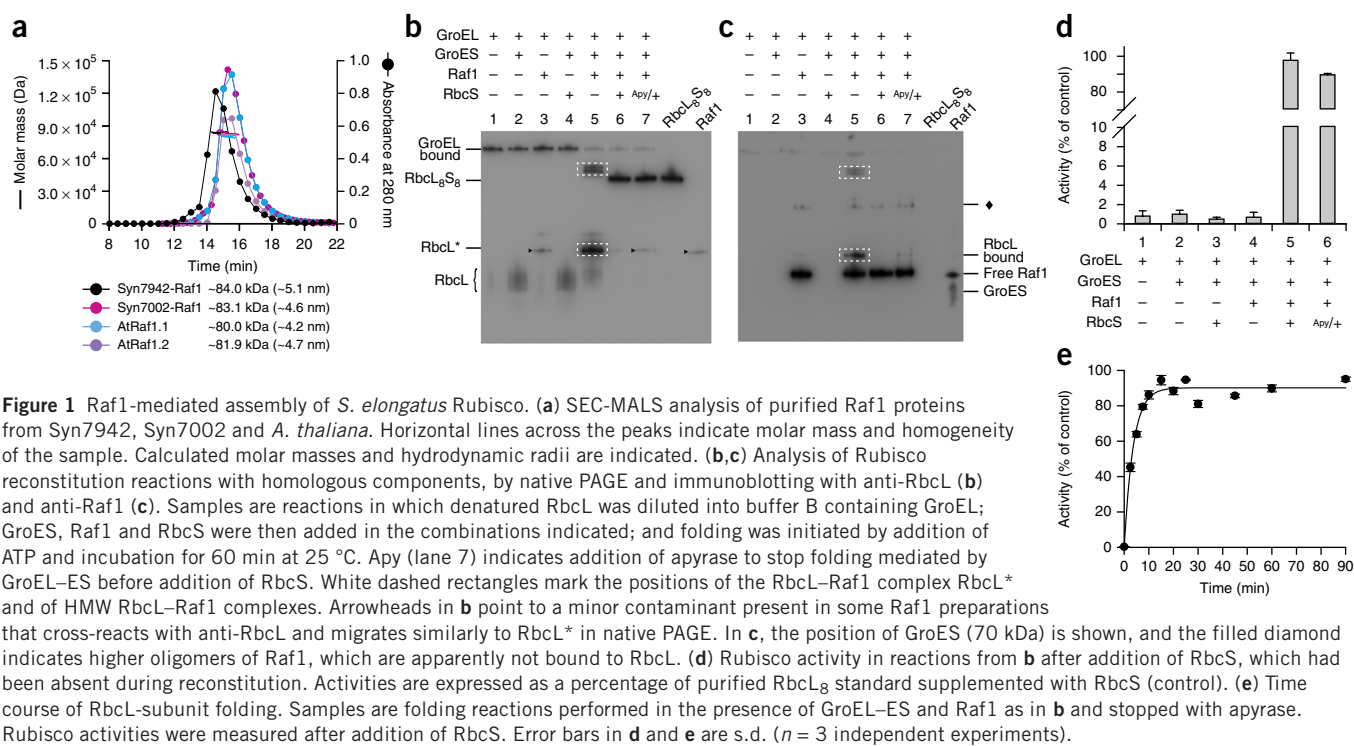 a
Molar mass (Da)
1.5 × 10⁵
1.2 × 10⁵
9.0 × 10⁴
6.0 × 10⁴
3.0 × 10⁴
0
1.0
0.8
0.6
0.4
0.2
0
Absorbance at 280 nm
8 10 12 14 16 18 20 22
Time (min)
Syn7942-Raf1 ~84.0 kDa (~5.1 nm)
Syn7002-Raf1 ~83.1 kDa (~4.6 nm)
AtRaf1.1 ~80.0 kDa (~4.2 nm)
AtRaf1.2 ~81.9 kDa (~4.7 nm)
b
GroEL + + + + + + +
GroES – + – + + + +
Raf1 – – + – + + +
RbcS – – – + – + Apy/+
1 2 3 4 5 6 7 RbcL₈S₈ Raf1
GroEL bound
RbcL₈S₈
RbcL*
RbcL
c
+ + + + + + +
– + – + + + +
– – + – + + +
– – – + – + Apy/+
1 2 3 4 5 6 7 RbcL₈S₈ Raf1
♦
RbcL bound
Free Raf1
GroES
d
Activity (% of control)
100
80
10
8
6
4
2
0
1 2 3 4 5 6
GroEL + + + + + +
GroES – + + + + +
Raf1 – – – + + +
RbcS – – + – + Apy/+
e
Activity (% of control)
100
80
60
40
20
0
0 10 20 30 40 50 60 70 80 90
Time (min)
Figure 1 Raf1-mediated assembly of S. elongatus Rubisco. (a) SEC-MALS analysis of purified Raf1 proteins
from Syn7942, Syn7002 and A. thaliana. Horizontal lines across the peaks indicate molar mass and homogeneity
of the sample. Calculated molar masses and hydrodynamic radii are indicated. (b,c) Analysis of Rubisco
reconstitution reactions with homologous components, by native PAGE and immunoblotting with anti-RbcL (b)
and anti-Raf1 (c). Samples are reactions in which denatured RbcL was diluted into buffer B containing GroEL;
GroES, Raf1 and RbcS were then added in the combinations indicated; and folding was initiated by addition of
ATP and incubation for 60 min at 25 °C. Apy (lane 7) indicates addition of apyrase to stop folding mediated by
GroEL–ES before addition of RbcS. White dashed rectangles mark the positions of the RbcL–Raf1 complex RbcL*
and of HMW RbcL–Raf1 complexes. Arrowheads in b point to a minor contaminant present in some Raf1 preparations
that cross-reacts with anti-RbcL and migrates similarly to RbcL* in native PAGE. In c, the position of GroES (70 kDa) is shown, and the filled diamond
indicates higher oligomers of Raf1, which are apparently not bound to RbcL. (d) Rubisco activity in reactions from b after addition of RbcS, which had
been absent during reconstitution. Activities are expressed as a percentage of purified RbcL₈ standard supplemented with RbcS (control). (e) Time
course of RbcL-subunit folding. Samples are folding reactions performed in the presence of GroEL–ES and Raf1 as in b and stopped with apyrase.
Rubisco activities were measured after addition of RbcS. Error bars in d and e are s.d. (n = 3 independent experiments).